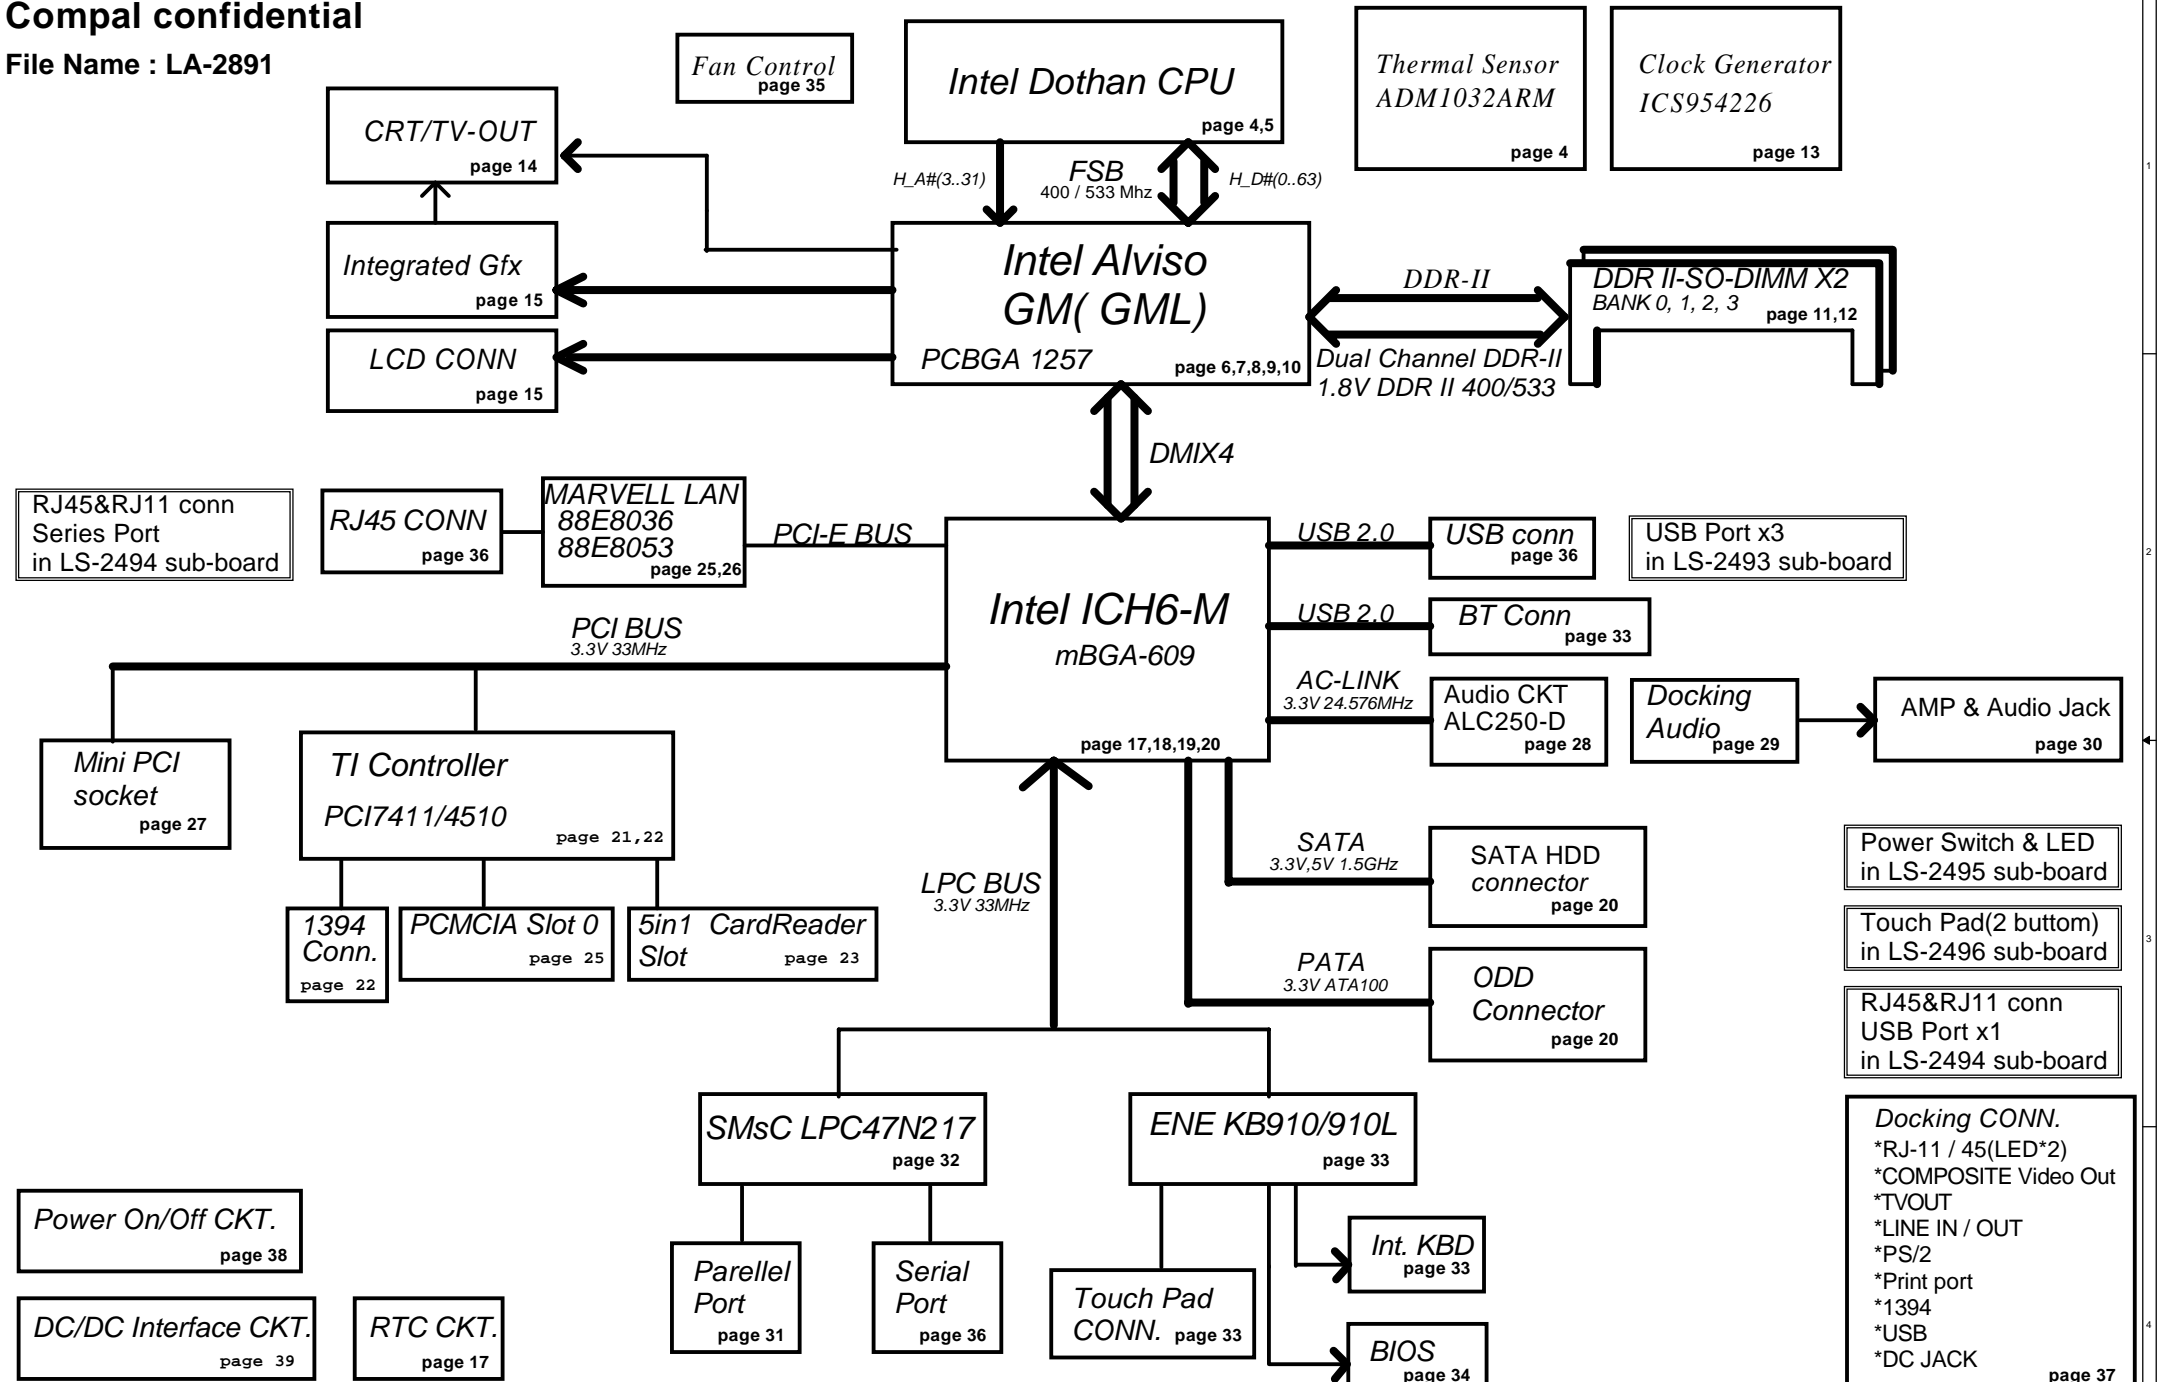 Compal confidential
File Name : LA-2891
Fan Control
page 35
Intel Dothan CPU
page 4,5
Thermal Sensor
ADM1032ARM
page 4
Clock Generator
ICS954226
page 13
CRT/TV-OUT
page 14
H_A#(3..31)
FSB
400 / 533 Mhz
H_D#(0..63)
1
Integrated Gfx
page 15
Intel Alviso
GM( GML)
PCBGA 1257
page 6,7,8,9,10
DDR-II
Dual Channel DDR-II
1.8V DDR II 400/533
DDR II-SO-DIMM X2
BANK 0, 1, 2, 3
page 11,12
LCD CONN
page 15
DMIX4
RJ45&RJ11 conn
Series Port
in LS-2494 sub-board
RJ45 CONN
page 36
MARVELL LAN
88E8036
88E8053
page 25,26
PCI-E BUS
Intel ICH6-M
mBGA-609
page 17,18,19,20
USB 2.0
USB conn
page 36
USB Port x3
in LS-2493 sub-board
2
USB 2.0
BT Conn
page 33
PCI BUS
3.3V 33MHz
AC-LINK
3.3V 24.576MHz
Audio CKT
ALC250-D
page 28
Docking
Audio
page 29
AMP & Audio Jack
page 30
Mini PCI
socket
page 27
TI Controller
PCI7411/4510
page 21,22
SATA
3.3V,5V 1.5GHz
SATA HDD
connector
page 20
Power Switch & LED
in LS-2495 sub-board
LPC BUS
3.3V 33MHz
1394
Conn.
page 22
PCMCIA Slot 0
page 25
5in1 CardReader
Slot
page 23
Touch Pad(2 buttom)
in LS-2496 sub-board
3
PATA
3.3V ATA100
ODD
Connector
page 20
RJ45&RJ11 conn
USB Port x1
in LS-2494 sub-board
SMsC LPC47N217
page 32
ENE KB910/910L
page 33
Docking CONN.
*RJ-11 / 45(LED*2)
*COMPOSITE Video Out
*TVOUT
*LINE IN / OUT
*PS/2
*Print port
*1394
*USB
*DC JACK
page 37
Power On/Off CKT.
page 38
Parellel
Port
page 31
Serial
Port
page 36
Touch Pad
CONN. page 33
Int. KBD
page 33
DC/DC Interface CKT.
page 39
RTC CKT.
page 17
BIOS
page 34
4